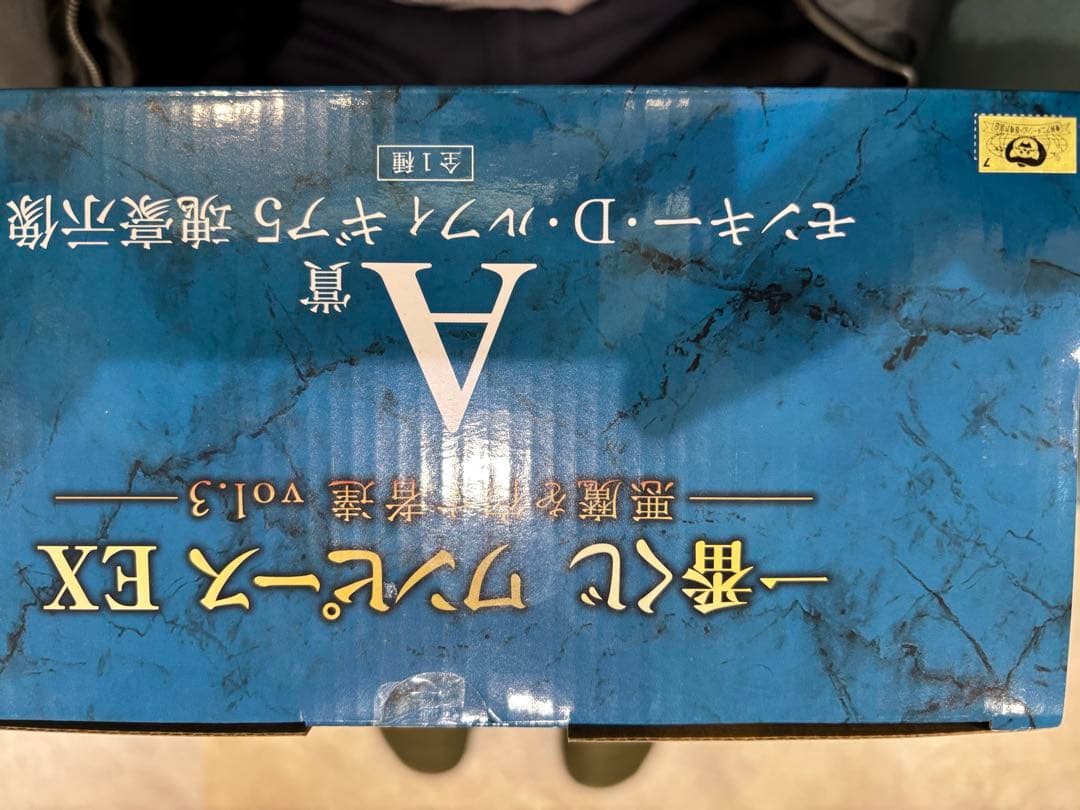 一番くじ ワンピース EX
悪魔を宿す者達 vol.3
A賞
モンキー・D・ルフィ ギア5 魂豪示像
全1種